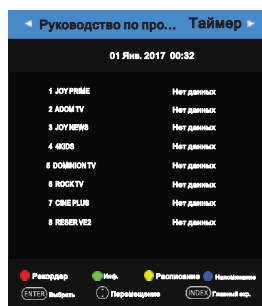 Руководство по про... Таймер
01 Янв. 2017 00:32
1 JOY PRIME Нет данных
2 ADOM TV Нет данных
3 JOY NEWS Нет данных
4 4KIDS Нет данных
5 DOMINION TV Нет данных
6 ROCK TV Нет данных
7 CINE PLUS Нет данных
8 RESERVE2 Нет данных
Рекордер Инф. Расписание Напоминание
ENTER Выбрать Перемещение INDEX Главный экр.